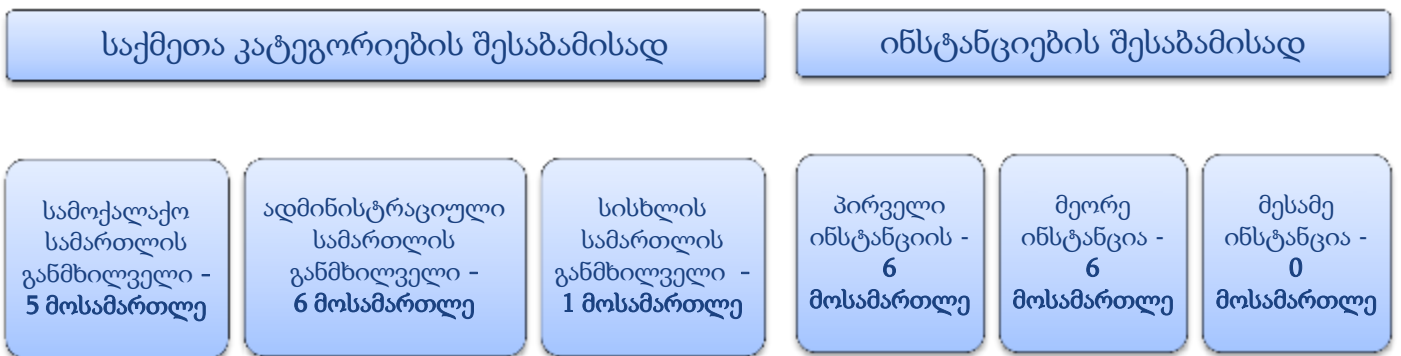 საქმეთა კატეგორიების შესაბამისად
ინსტანციების შესაბამისად
სამოქალაქო
სამართლის
განმხილველი –
5 მოსამართლე
ადმინისტრაციული
სამართლის
განმხილველი –
6 მოსამართლე
სისხლის
სამართლის
განმხილველი –
1 მოსამართლე
პირველი
ინსტანციის -
6
მოსამართლე
მეორე
ინსტანცია -
6
მოსამართლე
მესამე
ინსტანცია -
0
მოსამართლე